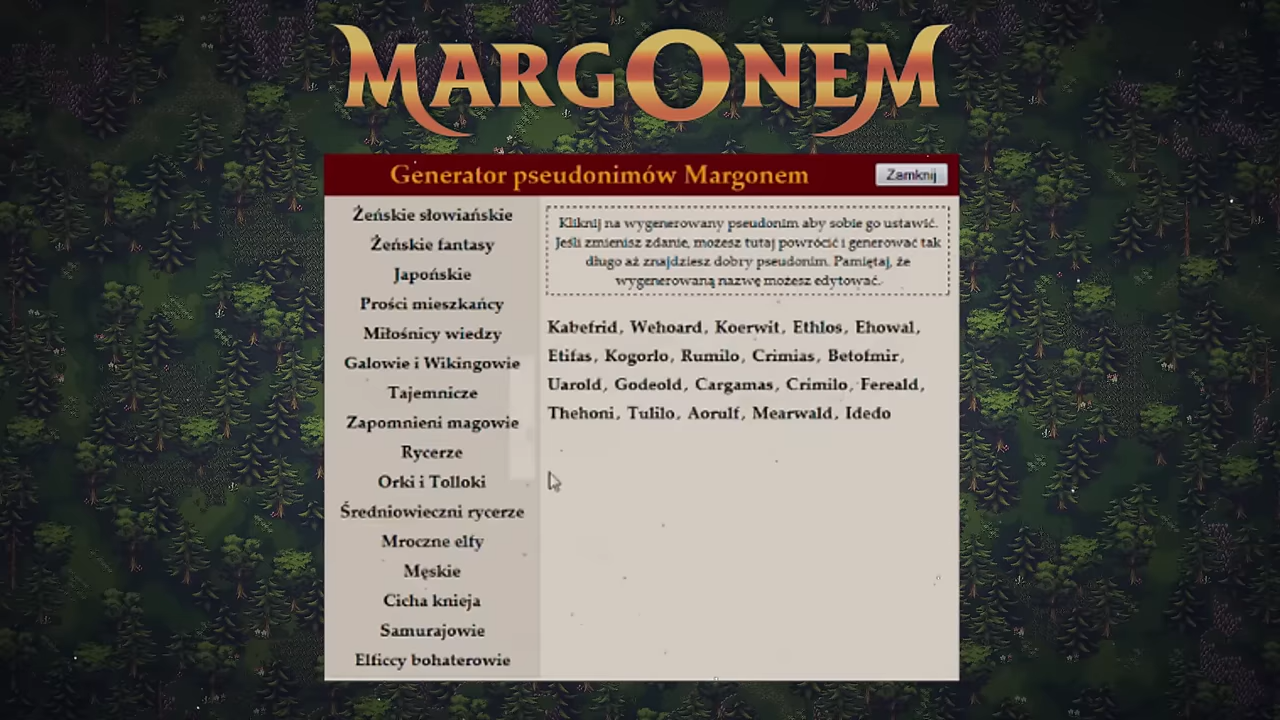 MARGONEM
Generator pseudonimów Margonem
Zamknij
Żeńskie słowiańskie
Żeńskie fantasy
Japońskie
Prości mieszkańcy
Miłośnicy wiedzy
Galowie i Wikingowie
Tajemnicze
Zapomnieni magowie
Rycerze
Orki i Tolloki
Średniowieczni rycerze
Mroczne elfy
Męskie
Cicha knieja
Samurajowie
Elficcy bohaterowie
Kliknij na wygenerowany pseudonim aby sobie go ustawić.
Jeśli zmienisz zdanie, możesz tutaj powrócić i generować tak
długo aż znajdziesz dobry pseudonim. Pamiętaj, że
wygenerowaną nazwę możesz edytować.
Kabefrid, Wehoard, Koerwit, Ethlos, Ehowal,
Etifas, Kogorlo, Rumilo, Crimias, Betofmir,
Uarold, Godeold, Cargamas, Crimilo, Fereald,
Thehoni, Tulilo, Aorulf, Mearwald, Idedo